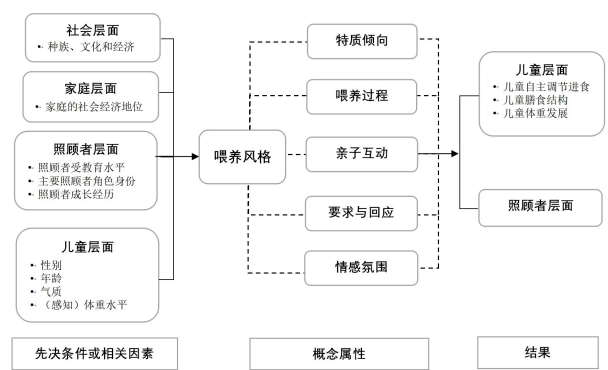 社会层面
种族、文化和经济
家庭层面
家庭的社会经济地位
照顾者层面
照顾者受教育水平
主要照顾者角色身份
照顾者成长经历
儿童层面
性别
年龄
气质
（感知）体重水平
先决条件或相关因素
喂养风格
特质倾向
喂养过程
亲子互动
要求与回应
情感氛围
概念属性
儿童层面
儿童自主调节进食
儿童膳食结构
儿童体重发展
照顾者层面
结果